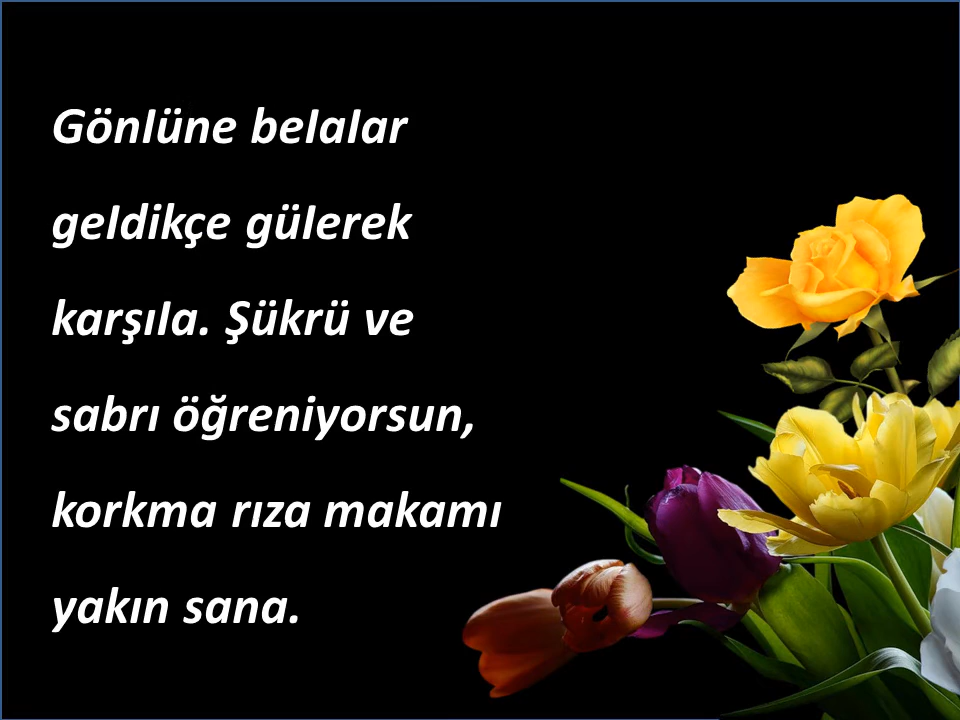 Gönlüne belalar
geldikçe gülerek
karşıla. Şükrü ve
sabrı öğreniyorsun,
korkma rıza makamı
yakın sana.